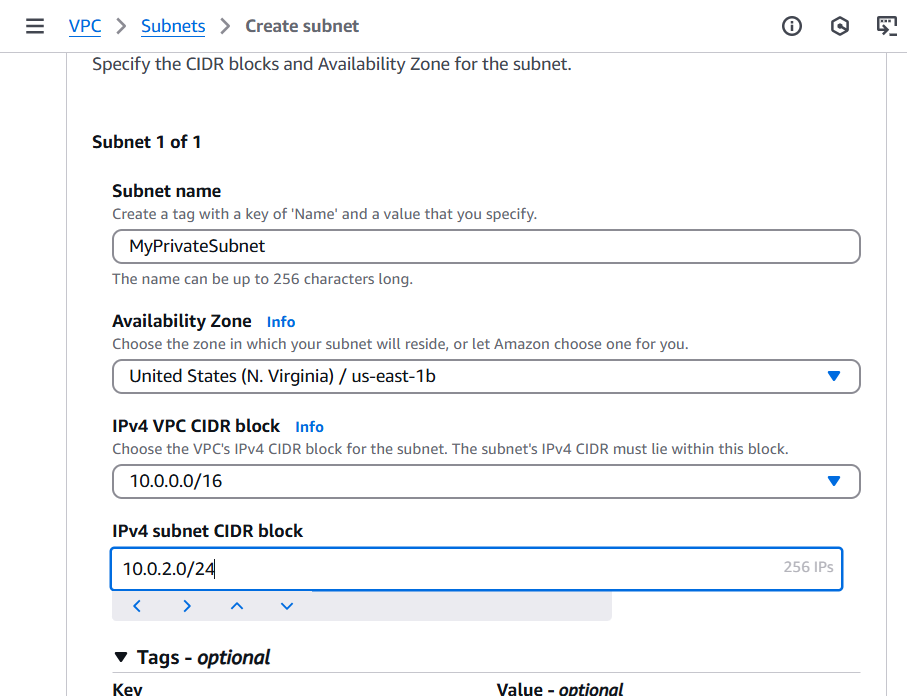 VPC > Subnets > Create subnet
Specify the CIDR blocks and Availability Zone for the subnet.
Subnet 1 of 1
Subnet name
Create a tag with a key of 'Name' and a value that you specify.
MyPrivateSubnet
The name can be up to 256 characters long.
Availability Zone Info
Choose the zone in which your subnet will reside, or let Amazon choose one for you.
United States (N. Virginia) / us-east-1b
IPv4 VPC CIDR block Info
Choose the VPC's IPv4 CIDR block for the subnet. The subnet's IPv4 CIDR must lie within this block.
10.0.0.0/16
IPv4 subnet CIDR block
10.0.2.0/24 256 IPs
Tags - optional
Key Value - optional